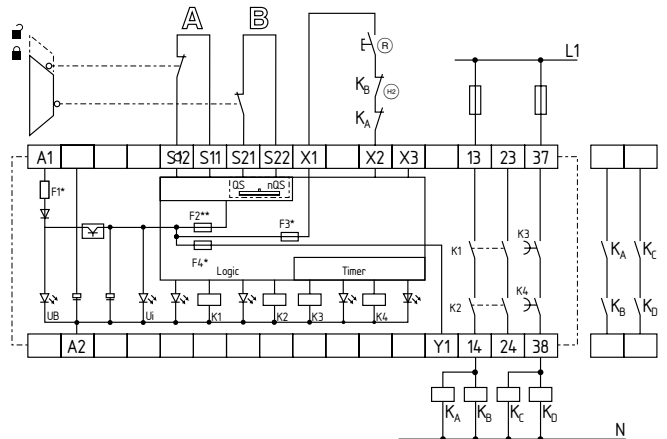 A B
R
L1
K_B H2
K_A
A1 S12 S11 S21 S22 X1 X2 X3 13 23 37
F1*
QS nQS
F2**
F3*
K3
K1
K_A K_C
F4*
Logic Timer
K4
K2
K_B K_D
UB Ui K1 K2 K3 K4
A2 Y1 14 24 38
K_A K_B K_C K_D
N